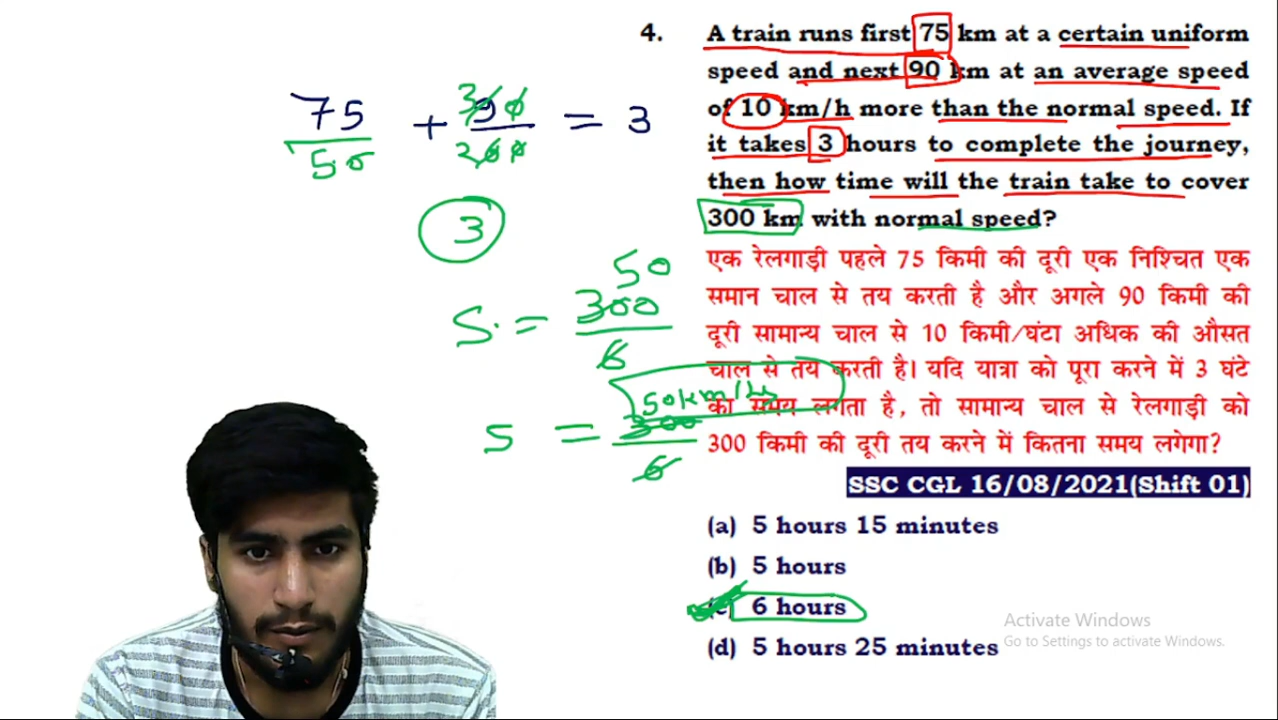 4. A train runs first 75 km at a certain uniform
speed and next 90 km at an average speed
of 10 km/h more than the normal speed. If
it takes 3 hours to complete the journey,
then how time will the train take to cover
300 km with normal speed?
एक रेलगाड़ी पहले 75 किमी की दूरी एक निश्चित एक
समान चाल से तय करती है और अगले 90 किमी की
दूरी सामान्य चाल से 10 किमी/घंटा अधिक की औसत
चाल से तय करती है। यदि यात्रा को पूरा करने में 3 घंटे
का समय लगता है, तो सामान्य चाल से रेलगाड़ी को
300 किमी की दूरी तय करने में कितना समय लगेगा?
SSC CGL 16/08/2021(Shift 01)
(a) 5 hours 15 minutes
(b) 5 hours
(c) 6 hours
(d) 5 hours 25 minutes
75 + 90 = 3
50
3
50
S = 300
6
50km/hr
S = 300
6
Activate Windows
Go to Settings to activate Windows.